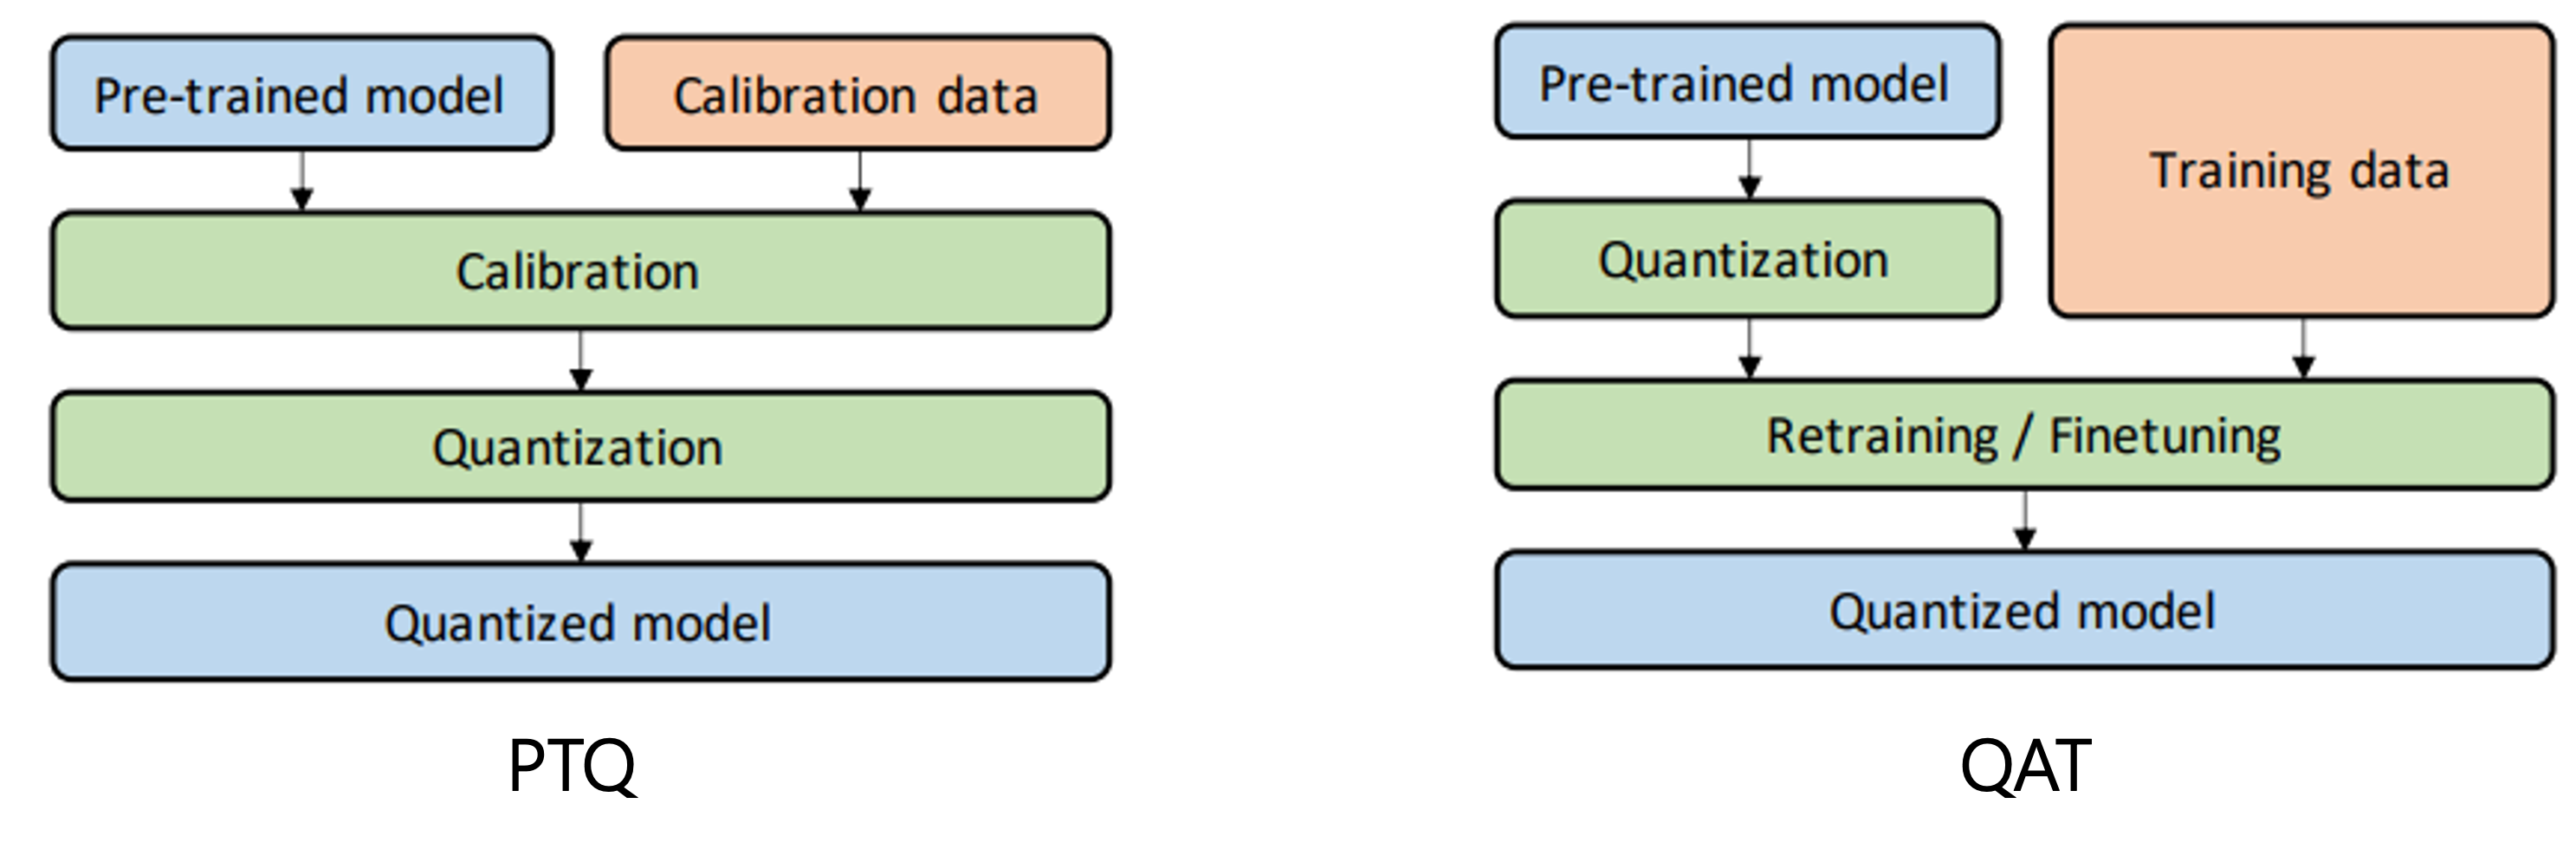 Pre-trained model
Calibration data
Calibration
Quantization
Quantized model
PTQ
Pre-trained model
Training data
Quantization
Retraining / Finetuning
Quantized model
QAT